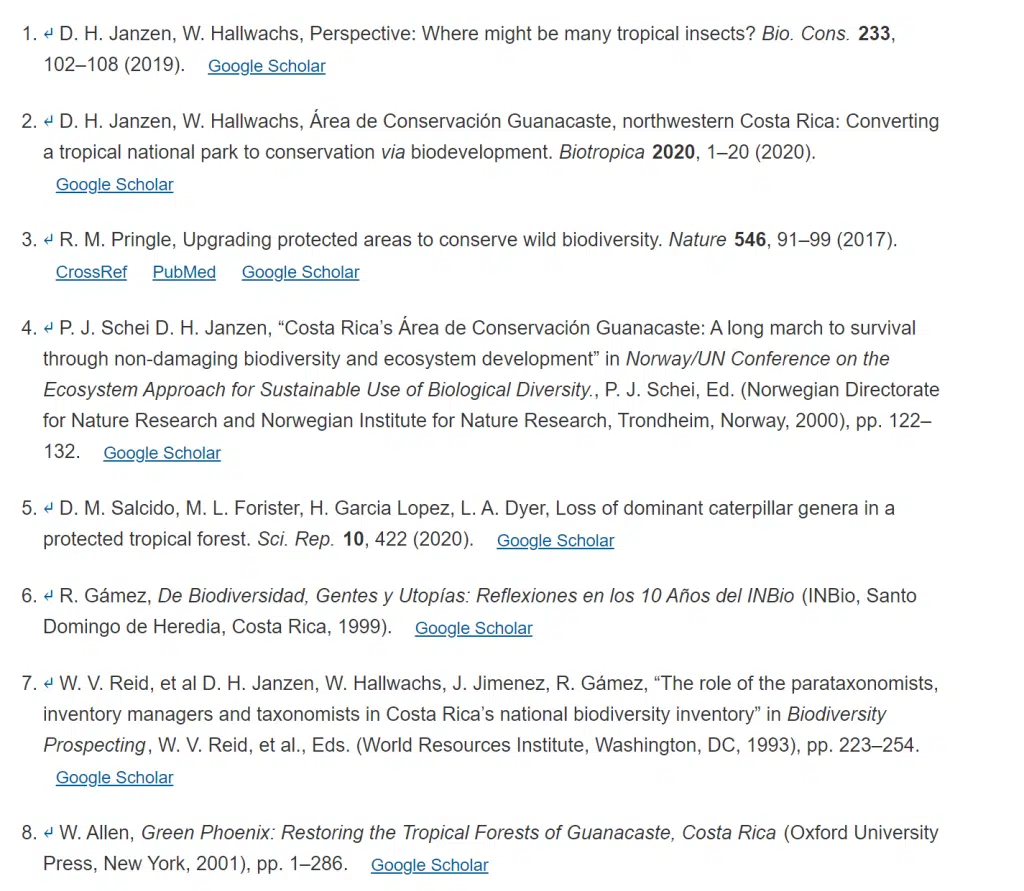 1. ↵ D. H. Janzen, W. Hallwachs, Perspective: Where might be many tropical insects? Bio. Cons. 233,
102–108 (2019). Google Scholar
2. ↵ D. H. Janzen, W. Hallwachs, Área de Conservación Guanacaste, northwestern Costa Rica: Converting
a tropical national park to conservation via biodevelopment. Biotropica 2020, 1–20 (2020).
Google Scholar
3. ↵ R. M. Pringle, Upgrading protected areas to conserve wild biodiversity. Nature 546, 91–99 (2017).
CrossRef PubMed Google Scholar
4. ↵ P. J. Schei D. H. Janzen, “Costa Rica’s Área de Conservación Guanacaste: A long march to survival
through non-damaging biodiversity and ecosystem development” in Norway/UN Conference on the
Ecosystem Approach for Sustainable Use of Biological Diversity., P. J. Schei, Ed. (Norwegian Directorate
for Nature Research and Norwegian Institute for Nature Research, Trondheim, Norway, 2000), pp. 122–
132. Google Scholar
5. ↵ D. M. Salcido, M. L. Forister, H. Garcia Lopez, L. A. Dyer, Loss of dominant caterpillar genera in a
protected tropical forest. Sci. Rep. 10, 422 (2020). Google Scholar
6. ↵ R. Gámez, De Biodiversidad, Gentes y Utopías: Reflexiones en los 10 Años del INBio (INBio, Santo
Domingo de Heredia, Costa Rica, 1999). Google Scholar
7. ↵ W. V. Reid, et al D. H. Janzen, W. Hallwachs, J. Jimenez, R. Gámez, “The role of the parataxonomists,
inventory managers and taxonomists in Costa Rica’s national biodiversity inventory” in Biodiversity
Prospecting, W. V. Reid, et al., Eds. (World Resources Institute, Washington, DC, 1993), pp. 223–254.
Google Scholar
8. ↵ W. Allen, Green Phoenix: Restoring the Tropical Forests of Guanacaste, Costa Rica (Oxford University
Press, New York, 2001), pp. 1–286. Google Scholar